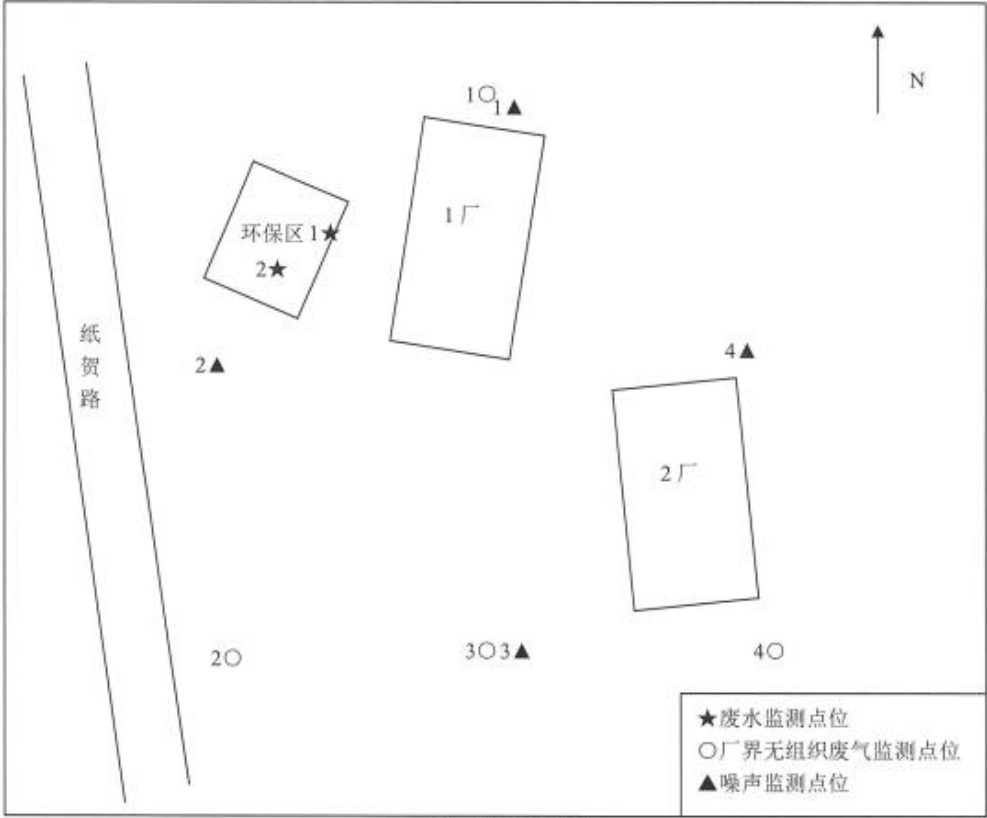 1○
1▲
N
1厂
环保区 1★
2★
纸贺路
2▲
4▲
2厂
2○
3○3▲
4○
★废水监测点位
○厂界无组织废气监测点位
▲噪声监测点位